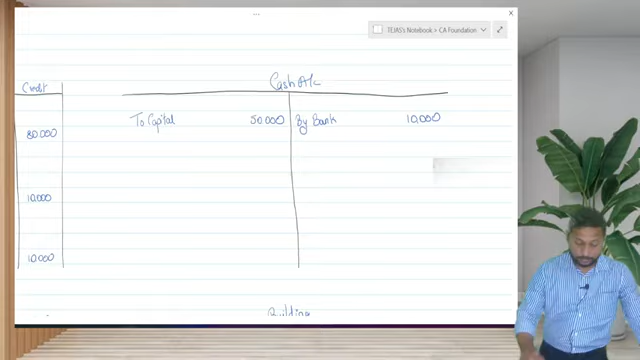 TEJAS's Notebook > CA Foundation
Credit
Cash A/c
To Capital 50.000 By Bank 10,000
80.000
10.000
10.000
Building